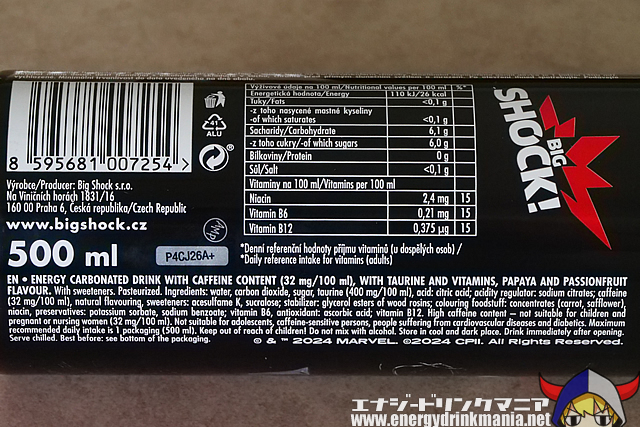 Výživové údaje na 100 ml/Nutritional values per 100 ml %*
Energetická hodnota/Energy 110 kJ/26 kcal
Tuky/Fats <0,1 g
-z toho nasycené mastné kyseliny
-of which saturates <0,1 g
Sacharidy/Carbohydrate 6,1 g
-z toho cukry/-of which sugars 6,0 g
Bílkoviny/Protein 0 g
Sůl/Salt <0,1 g
Vitaminy na 100 ml/Vitamins per 100 ml
Niacin 2,4 mg 15
Vitamin B6 0,21 mg 15
Vitamin B12 0,375 µg 15
*Denní referenční hodnoty příjmu vitaminů (u dospělých osob) /
*Daily reference intake for vitamins (adults)
BIG
SHOCK!
41
ALU
8 595681 007254 >
Výrobce/Producer: Big Shock s.r.o.
Na Viničních horách 1831/16
160 00 Praha 6, Česká republika/Czech Republic
www.bigshock.cz
500 ml
P4CJ26A+
EN • ENERGY CARBONATED DRINK WITH CAFFEINE CONTENT (32 mg/100 ml), WITH TAURINE AND VITAMINS, PAPAYA AND PASSIONFRUIT
FLAVOUR. With sweeteners. Pasteurized. Ingredients: water, carbon dioxide, sugar, taurine (400 mg/100 ml), acid: citric acid; acidity regulator: sodium citrates; caffeine
(32 mg/100 ml), natural flavouring, sweeteners: acesulfame K, sucralose; stabilizer: glycerol esters of wood rosins; colouring foodstuff: concentrates (carrot, safflower),
niacin, preservatives: potassium sorbate, sodium benzoate; vitamin B6, antioxidant: ascorbic acid; vitamin B12. High caffeine content – not suitable for children and
pregnant or nursing women (32 mg/100 ml). Not suitable for adolescents, caffeine-sensitive persons, people suffering from cardiovascular diseases and diabetics. Maximum
recommended daily intake is 1 packaging (500 ml). Keep out of reach of children! Do not mix with alcohol. Store in cool and dark place. Drink immediately after opening.
Serve chilled. Best before: see bottom of the packaging.
© & ™ 2024 MARVEL. ©2024 CPII. All Rights Reserved.
エナジードリンクマニア
www.energydrinkmania.net